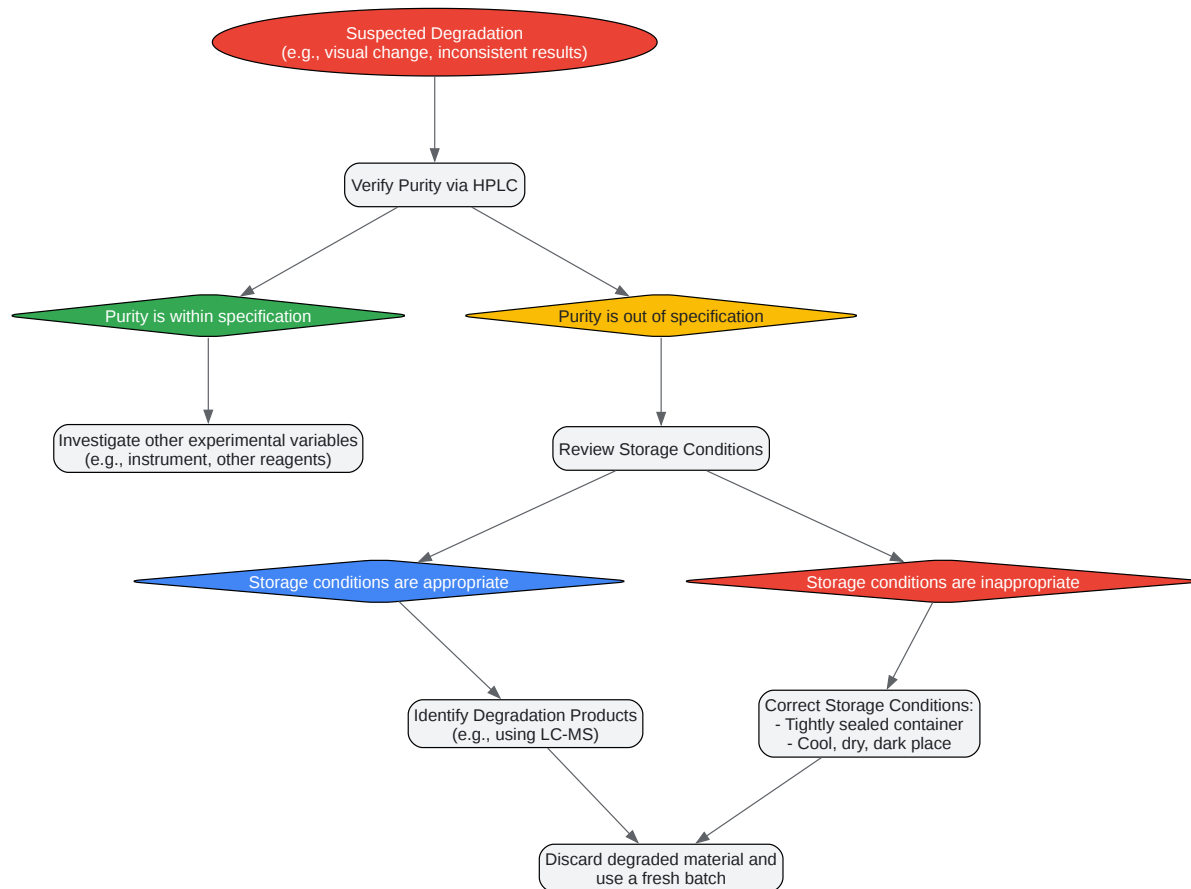 Suspected Degradation
(e.g., visual change, inconsistent results)
Verify Purity via HPLC
Purity is within specification
Purity is out of specification
Investigate other experimental variables
(e.g., instrument, other reagents)
Review Storage Conditions
Storage conditions are appropriate
Storage conditions are inappropriate
Identify Degradation Products
(e.g., using LC-MS)
Correct Storage Conditions:
- Tightly sealed container
- Cool, dry, dark place
Discard degraded material and
use a fresh batch